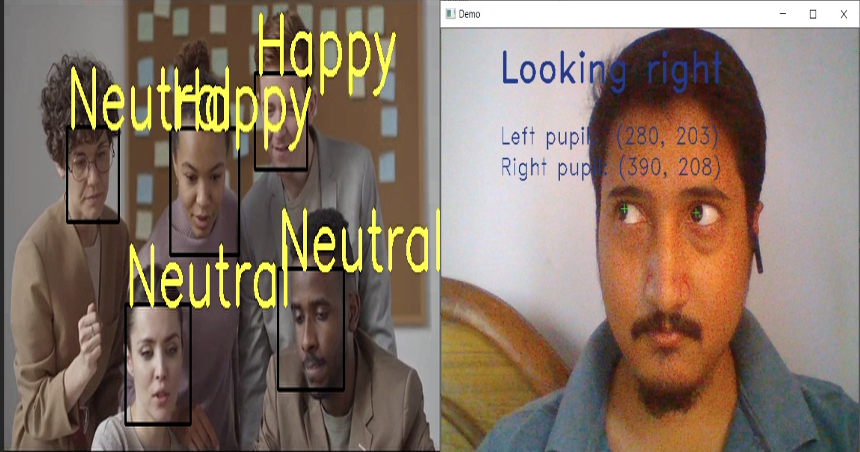 Happy
Neutral
Happy
Neutral
Neutral
Demo
Looking right
Left pupil: (280, 203)
Right pupil: (390, 208)